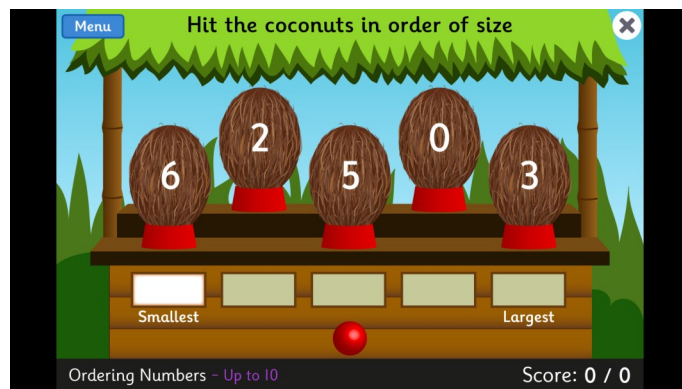 Menu
Hit the coconuts in order of size
2 0
6 5 3
Smallest Largest
Ordering Numbers - Up to 10
Score: 0 / 0